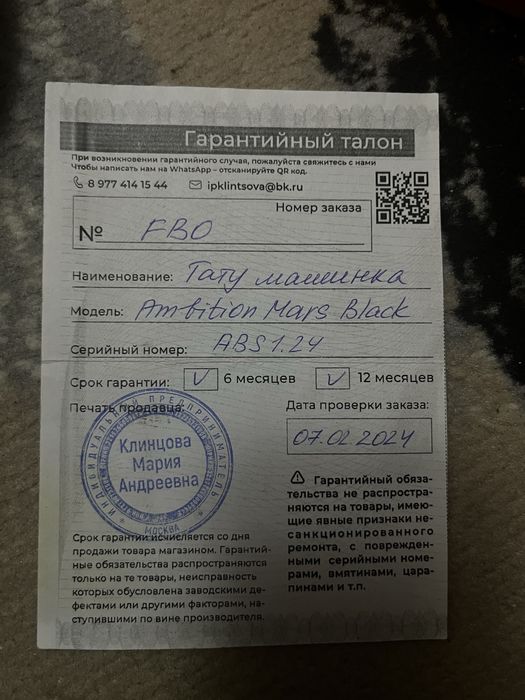 Гарантийный талон
При возникновении гарантийного случая, пожалуйста свяжитесь с нами
Чтобы написать нам на WhatsApp – отсканируйте QR код.
8 977 414 15 44 ipklintsova@bk.ru
Номер заказа
№ FBO
Наименование: Тату машинка
Модель: Ambition Mars Black
Серийный номер: ABS1.24
Срок гарантии: V 6 месяцев V 12 месяцев
Печать продавца:
ИНДИВИДУАЛЬНЫЙ ПРЕДПРИНИМАТЕЛЬ
Клинцова
Мария
Андреевна
МОСКВА
Дата проверки заказа:
07.02 2024
Гарантийный обяза-
тельства не распростра-
няются на товары, имею-
щие явные признаки не-
санкционированного
ремонта, с поврежден-
ными серийными номе-
рами, вмятинами, цара-
пинами и т.п.
Срок гарантии исчисляется со дня
продажи товара магазином. Гарантий-
ные обязательства распространяются
только на те товары, неисправность
которых обусловлена заводскими де-
фектами или другими факторами, на-
ступившими по вине производителя.